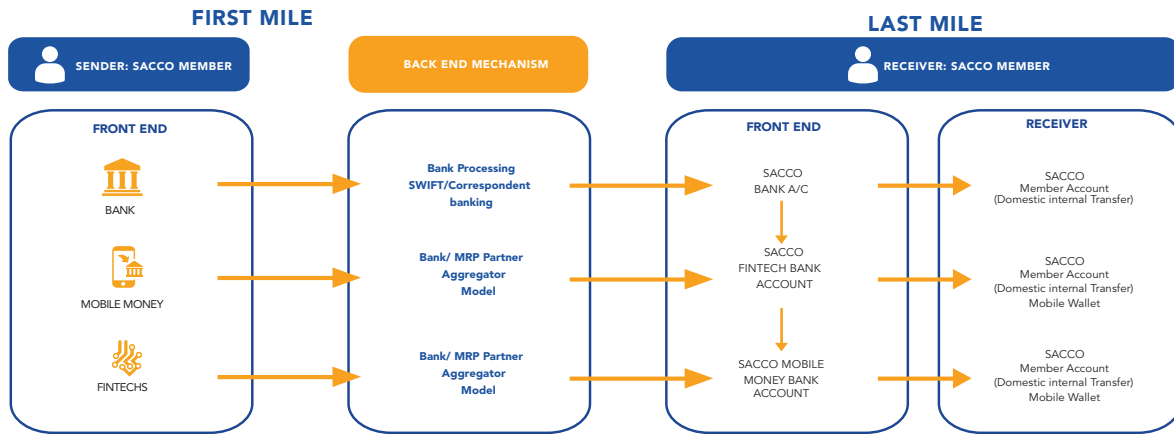 FIRST MILE
LAST MILE
SENDER: SACCO MEMBER
BACK END MECHANISM
RECEIVER: SACCO MEMBER
FRONT END
BANK
MOBILE MONEY
FINTECHS
Bank Processing
SWIFT/Correspondent
banking
Bank/ MRP Partner
Aggregator
Model
Bank/ MRP Partner
Aggregator
Model
FRONT END
SACCO
BANK A/C
SACCO
FINTECH BANK
ACCOUNT
SACCO MOBILE
MONEY BANK
ACCOUNT
RECEIVER
SACCO
Member Account
(Domestic internal Transfer)
SACCO
Member Account
(Domestic internal Transfer)
Mobile Wallet
SACCO
Member Account
(Domestic internal Transfer)
Mobile Wallet